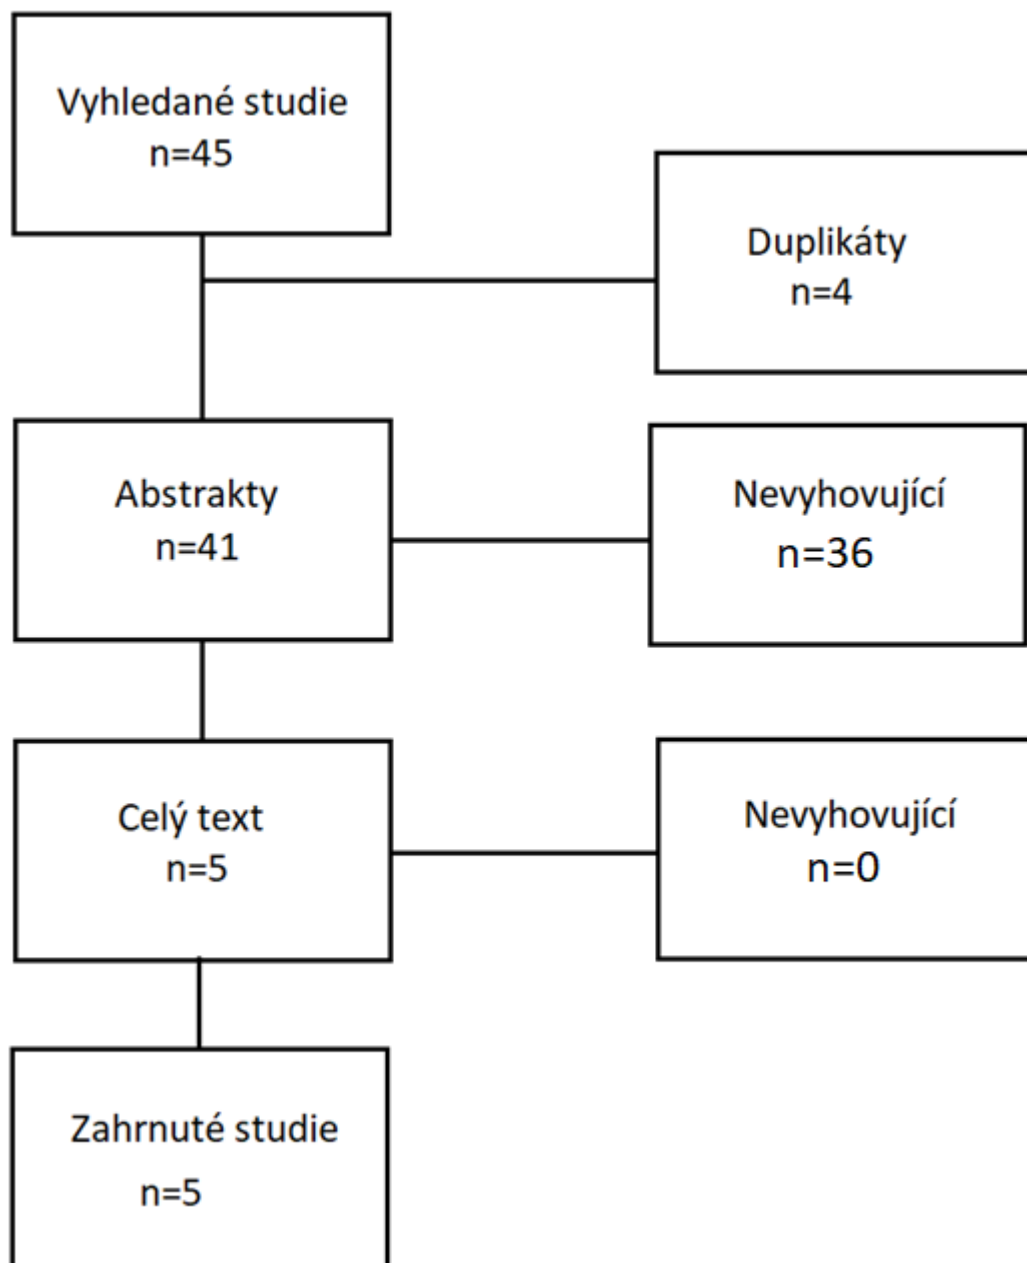 Vyhledané studie
n=45
Duplikáty
n=4
Abstrakty
n=41
Nevyhovující
n=36
Celý text
n=5
Nevyhovující
n=0
Zahrnuté studie
n=5